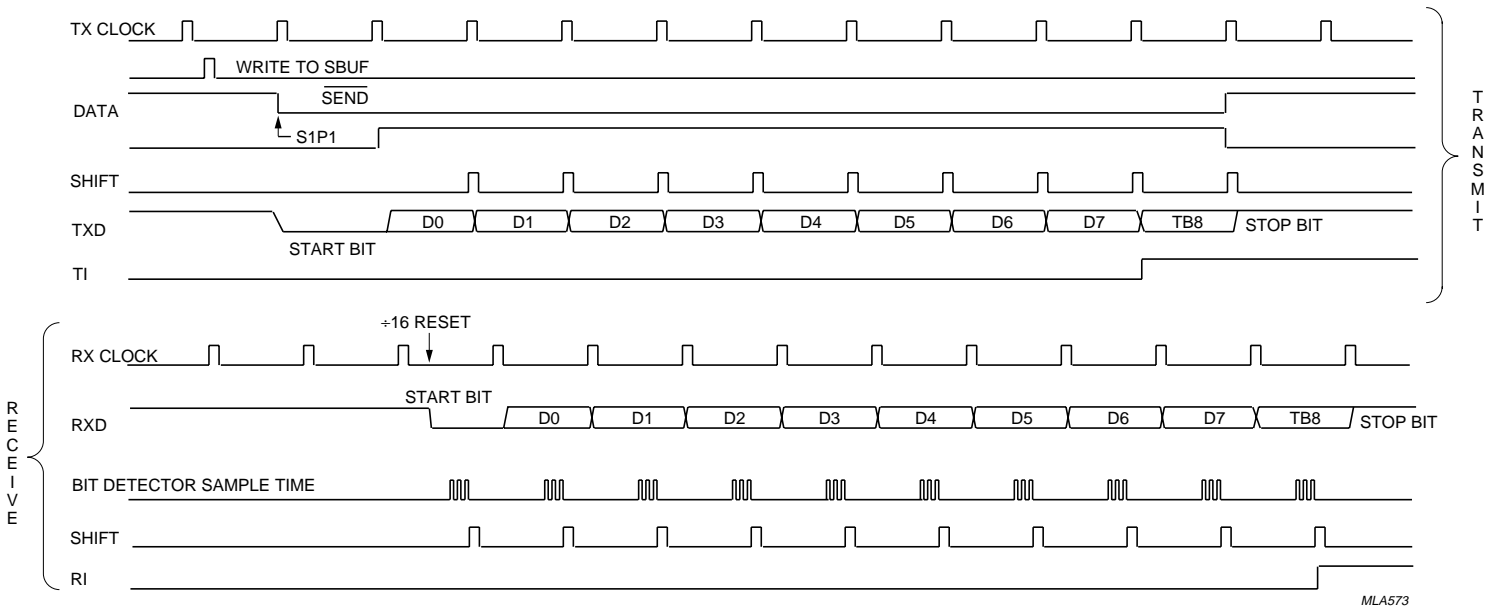 TX CLOCK
WRITE TO SBUF
SEND
DATA
S1P1
SHIFT
TXD
START BIT
D0 D1 D2 D3 D4 D5 D6 D7 TB8
STOP BIT
TI
TRANSMIT
÷16 RESET
RX CLOCK
START BIT
RXD
D0 D1 D2 D3 D4 D5 D6 D7 TB8
STOP BIT
BIT DETECTOR SAMPLE TIME
SHIFT
RI
RECEIVE
MLA573